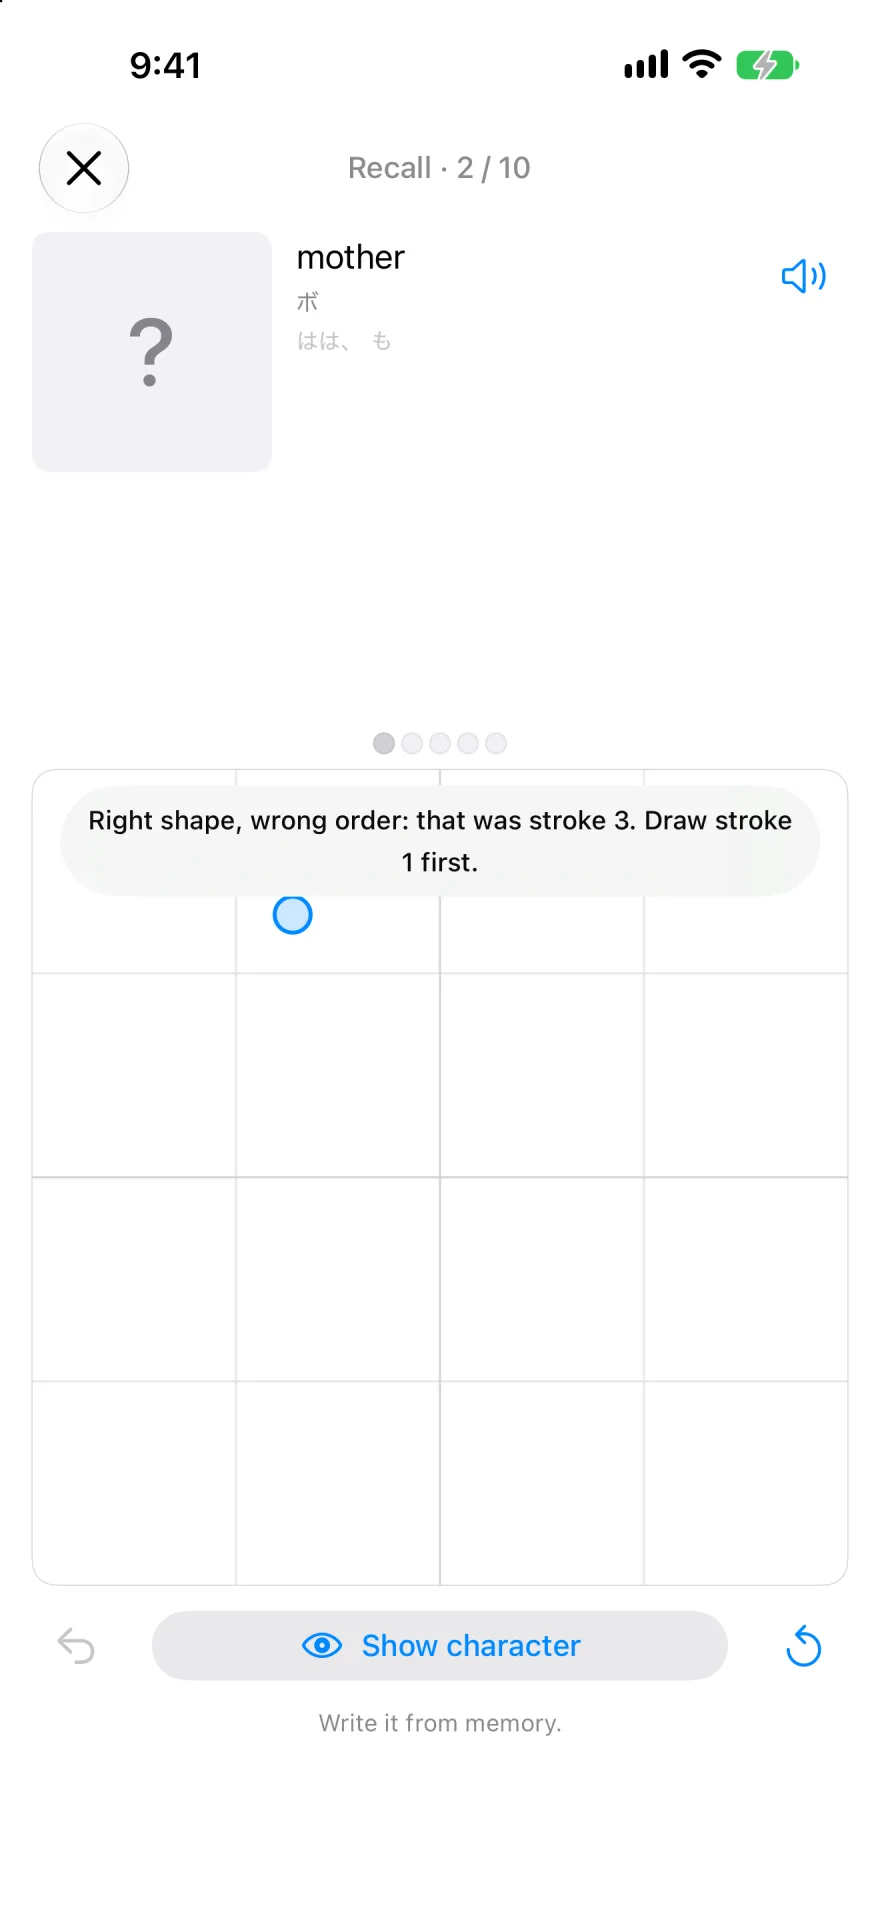 9:41
Recall · 2 / 10
mother
ボ
はは、 も
?
Right shape, wrong order: that was stroke 3. Draw stroke
1 first.
Show character
Write it from memory.